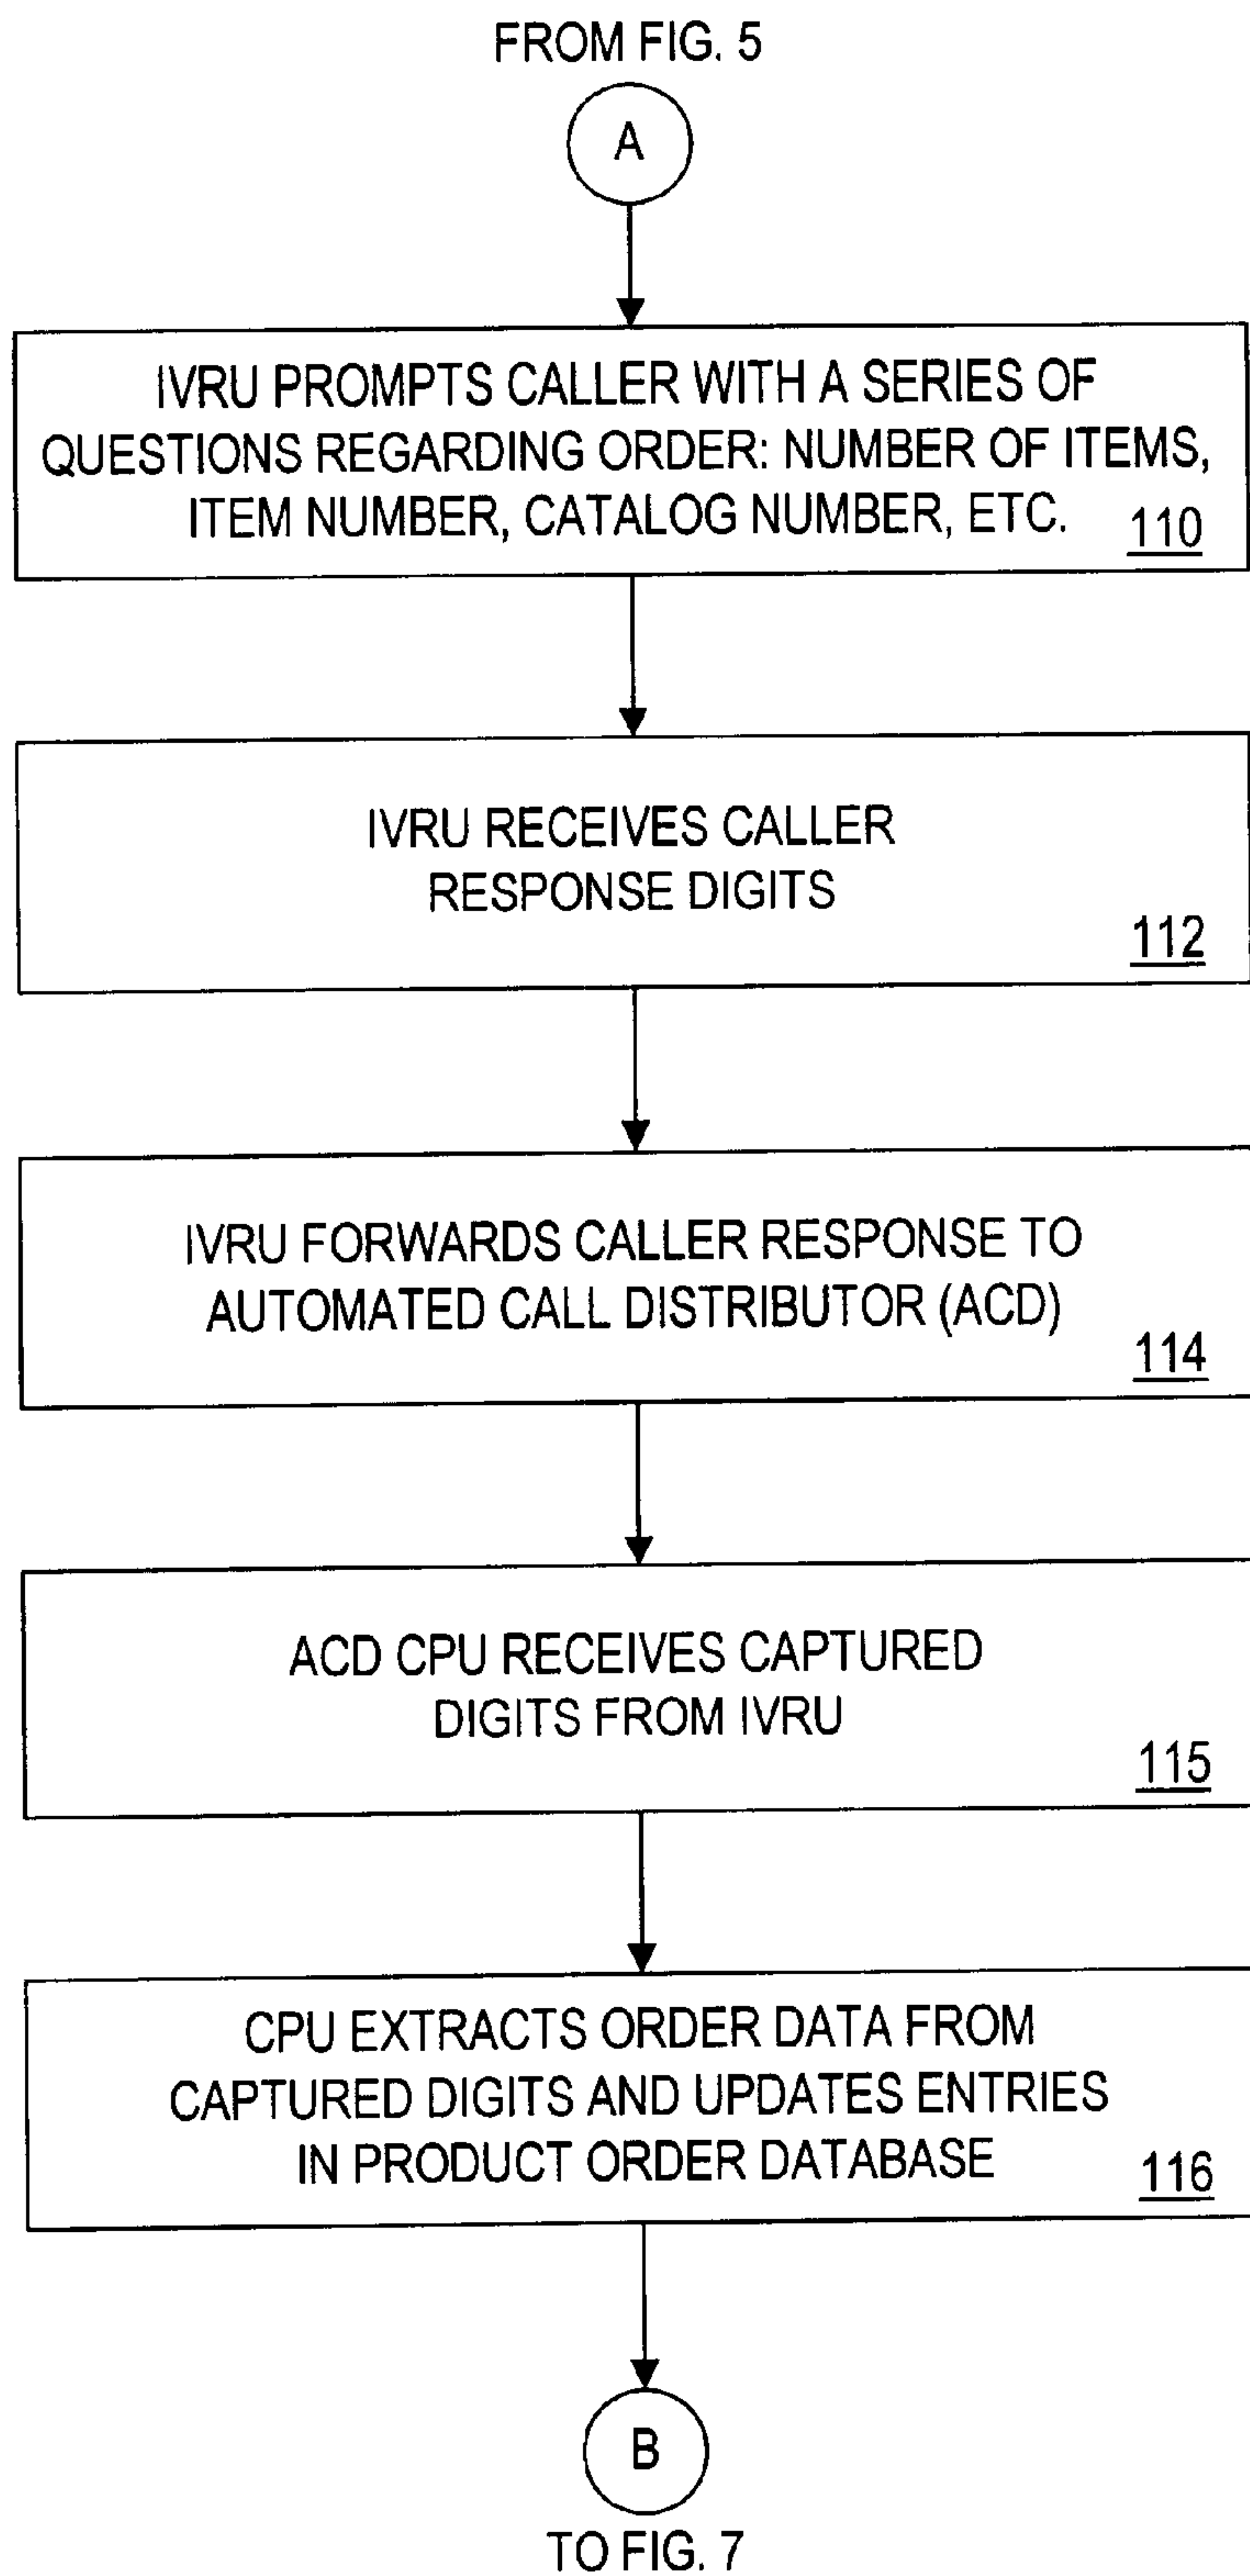 FROM FIG. 5
A
IVRU PROMPTS CALLER WITH A SERIES OF
QUESTIONS REGARDING ORDER: NUMBER OF ITEMS,
ITEM NUMBER, CATALOG NUMBER, ETC.
110
IVRU RECEIVES CALLER
RESPONSE DIGITS
112
IVRU FORWARDS CALLER RESPONSE TO
AUTOMATED CALL DISTRIBUTOR (ACD)
114
ACD CPU RECEIVES CAPTURED
DIGITS FROM IVRU
115
CPU EXTRACTS ORDER DATA FROM
CAPTURED DIGITS AND UPDATES ENTRIES
IN PRODUCT ORDER DATABASE
116
B
TO FIG. 7